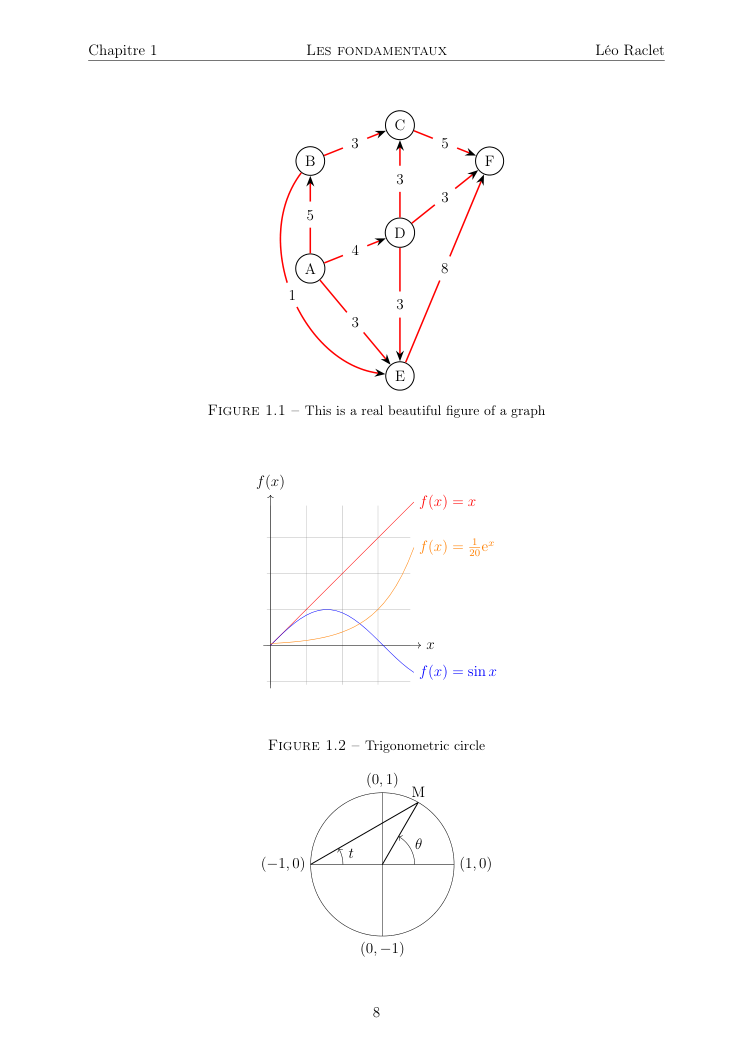 Chapitre 1 LES FONDAMENTAUX Léo Raclet
C
3 5
B F
3
3
5
D
4
A 8
1
3
3
E
FIGURE 1.1 – This is a real beautiful figure of a graph
f(x)
f(x) = x
f(x) = 1/20 eˣ
x
f(x) = sin x
FIGURE 1.2 – Trigonometric circle
(0, 1)
M
θ
t
(−1, 0) (1, 0)
(0, −1)
8